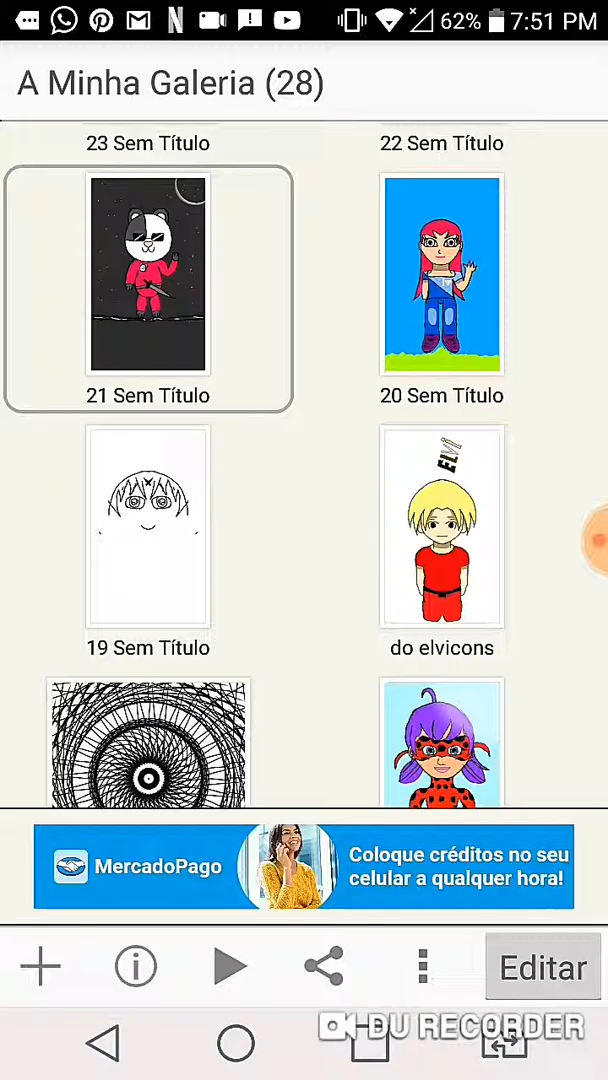 62% 7:51 PM
A Minha Galeria (28)
23 Sem Título
22 Sem Título
21 Sem Título
20 Sem Título
ELVI
19 Sem Título
do elvicons
MercadoPago
Coloque créditos no seu
celular a qualquer hora!
Editar
DU RECORDER